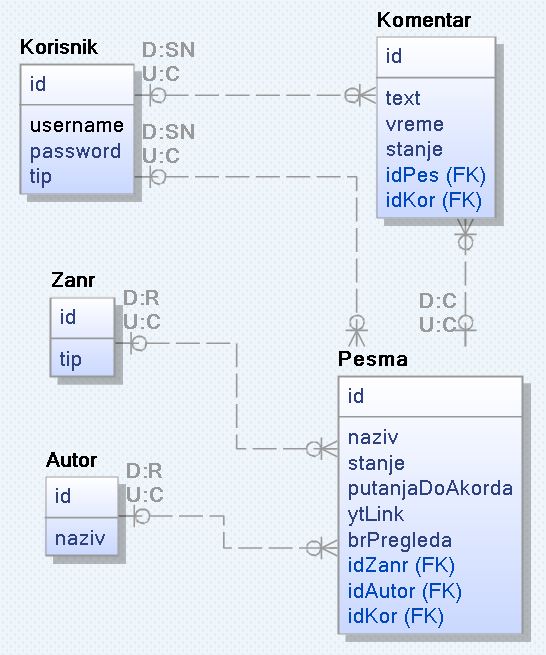 Korisnik
id
username
password
tip
D:SN
U:C
D:SN
U:C
Komentar
id
text
vreme
stanje
idPes (FK)
idKor (FK)
Zanr
id
tip
D:R
U:C
D:C
U:C
Autor
id
naziv
D:R
U:C
Pesma
id
naziv
stanje
putanjaDoAkorda
ytLink
brPregleda
idZanr (FK)
idAutor (FK)
idKor (FK)